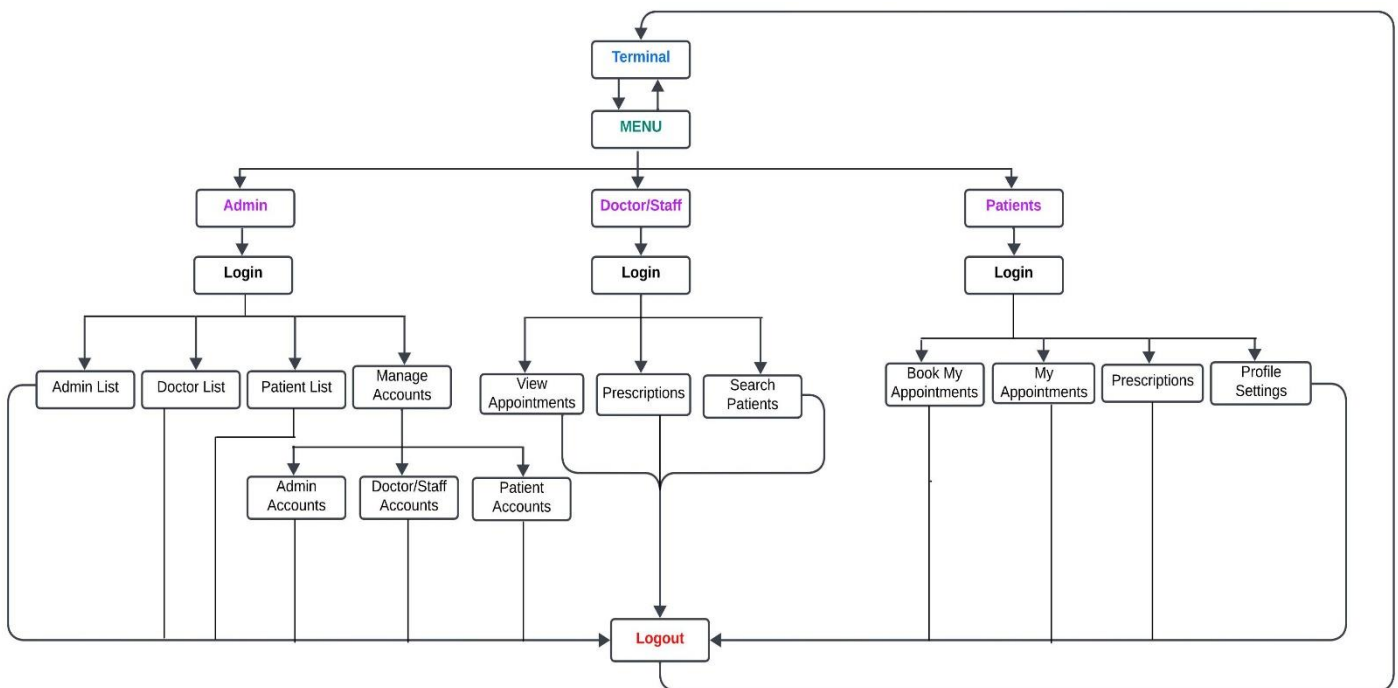 Terminal
MENU
Admin
Doctor/Staff
Patients
Login
Login
Login
Admin List
Doctor List
Patient List
Manage
Accounts
View
Appointments
Prescriptions
Search
Patients
Book My
Appointments
My
Appointments
Prescriptions
Profile
Settings
Admin
Accounts
Doctor/Staff
Accounts
Patient
Accounts
Logout